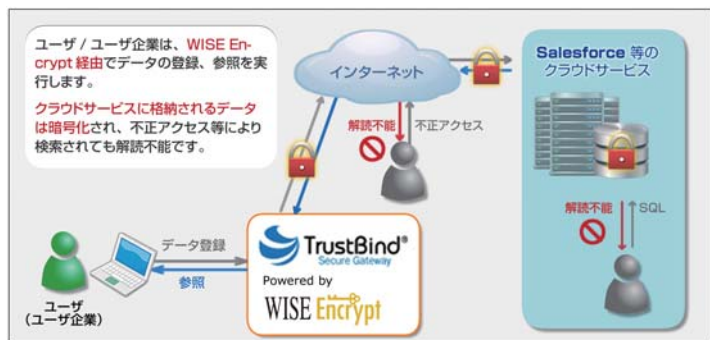 ユーザ / ユーザ企業は、WISE En-
crypt 経由でデータの登録、参照を実
行します。
クラウドサービスに格納されるデータ
は暗号化され、不正アクセス等により
検索されても解読不能です。
インターネット
Salesforce 等の
クラウドサービス
解読不能
不正アクセス
解読不能
SQL
データ登録
参照
ユーザ
(ユーザ企業)
TrustBind®
Secure Gateway
Powered by
WISE Encrypt